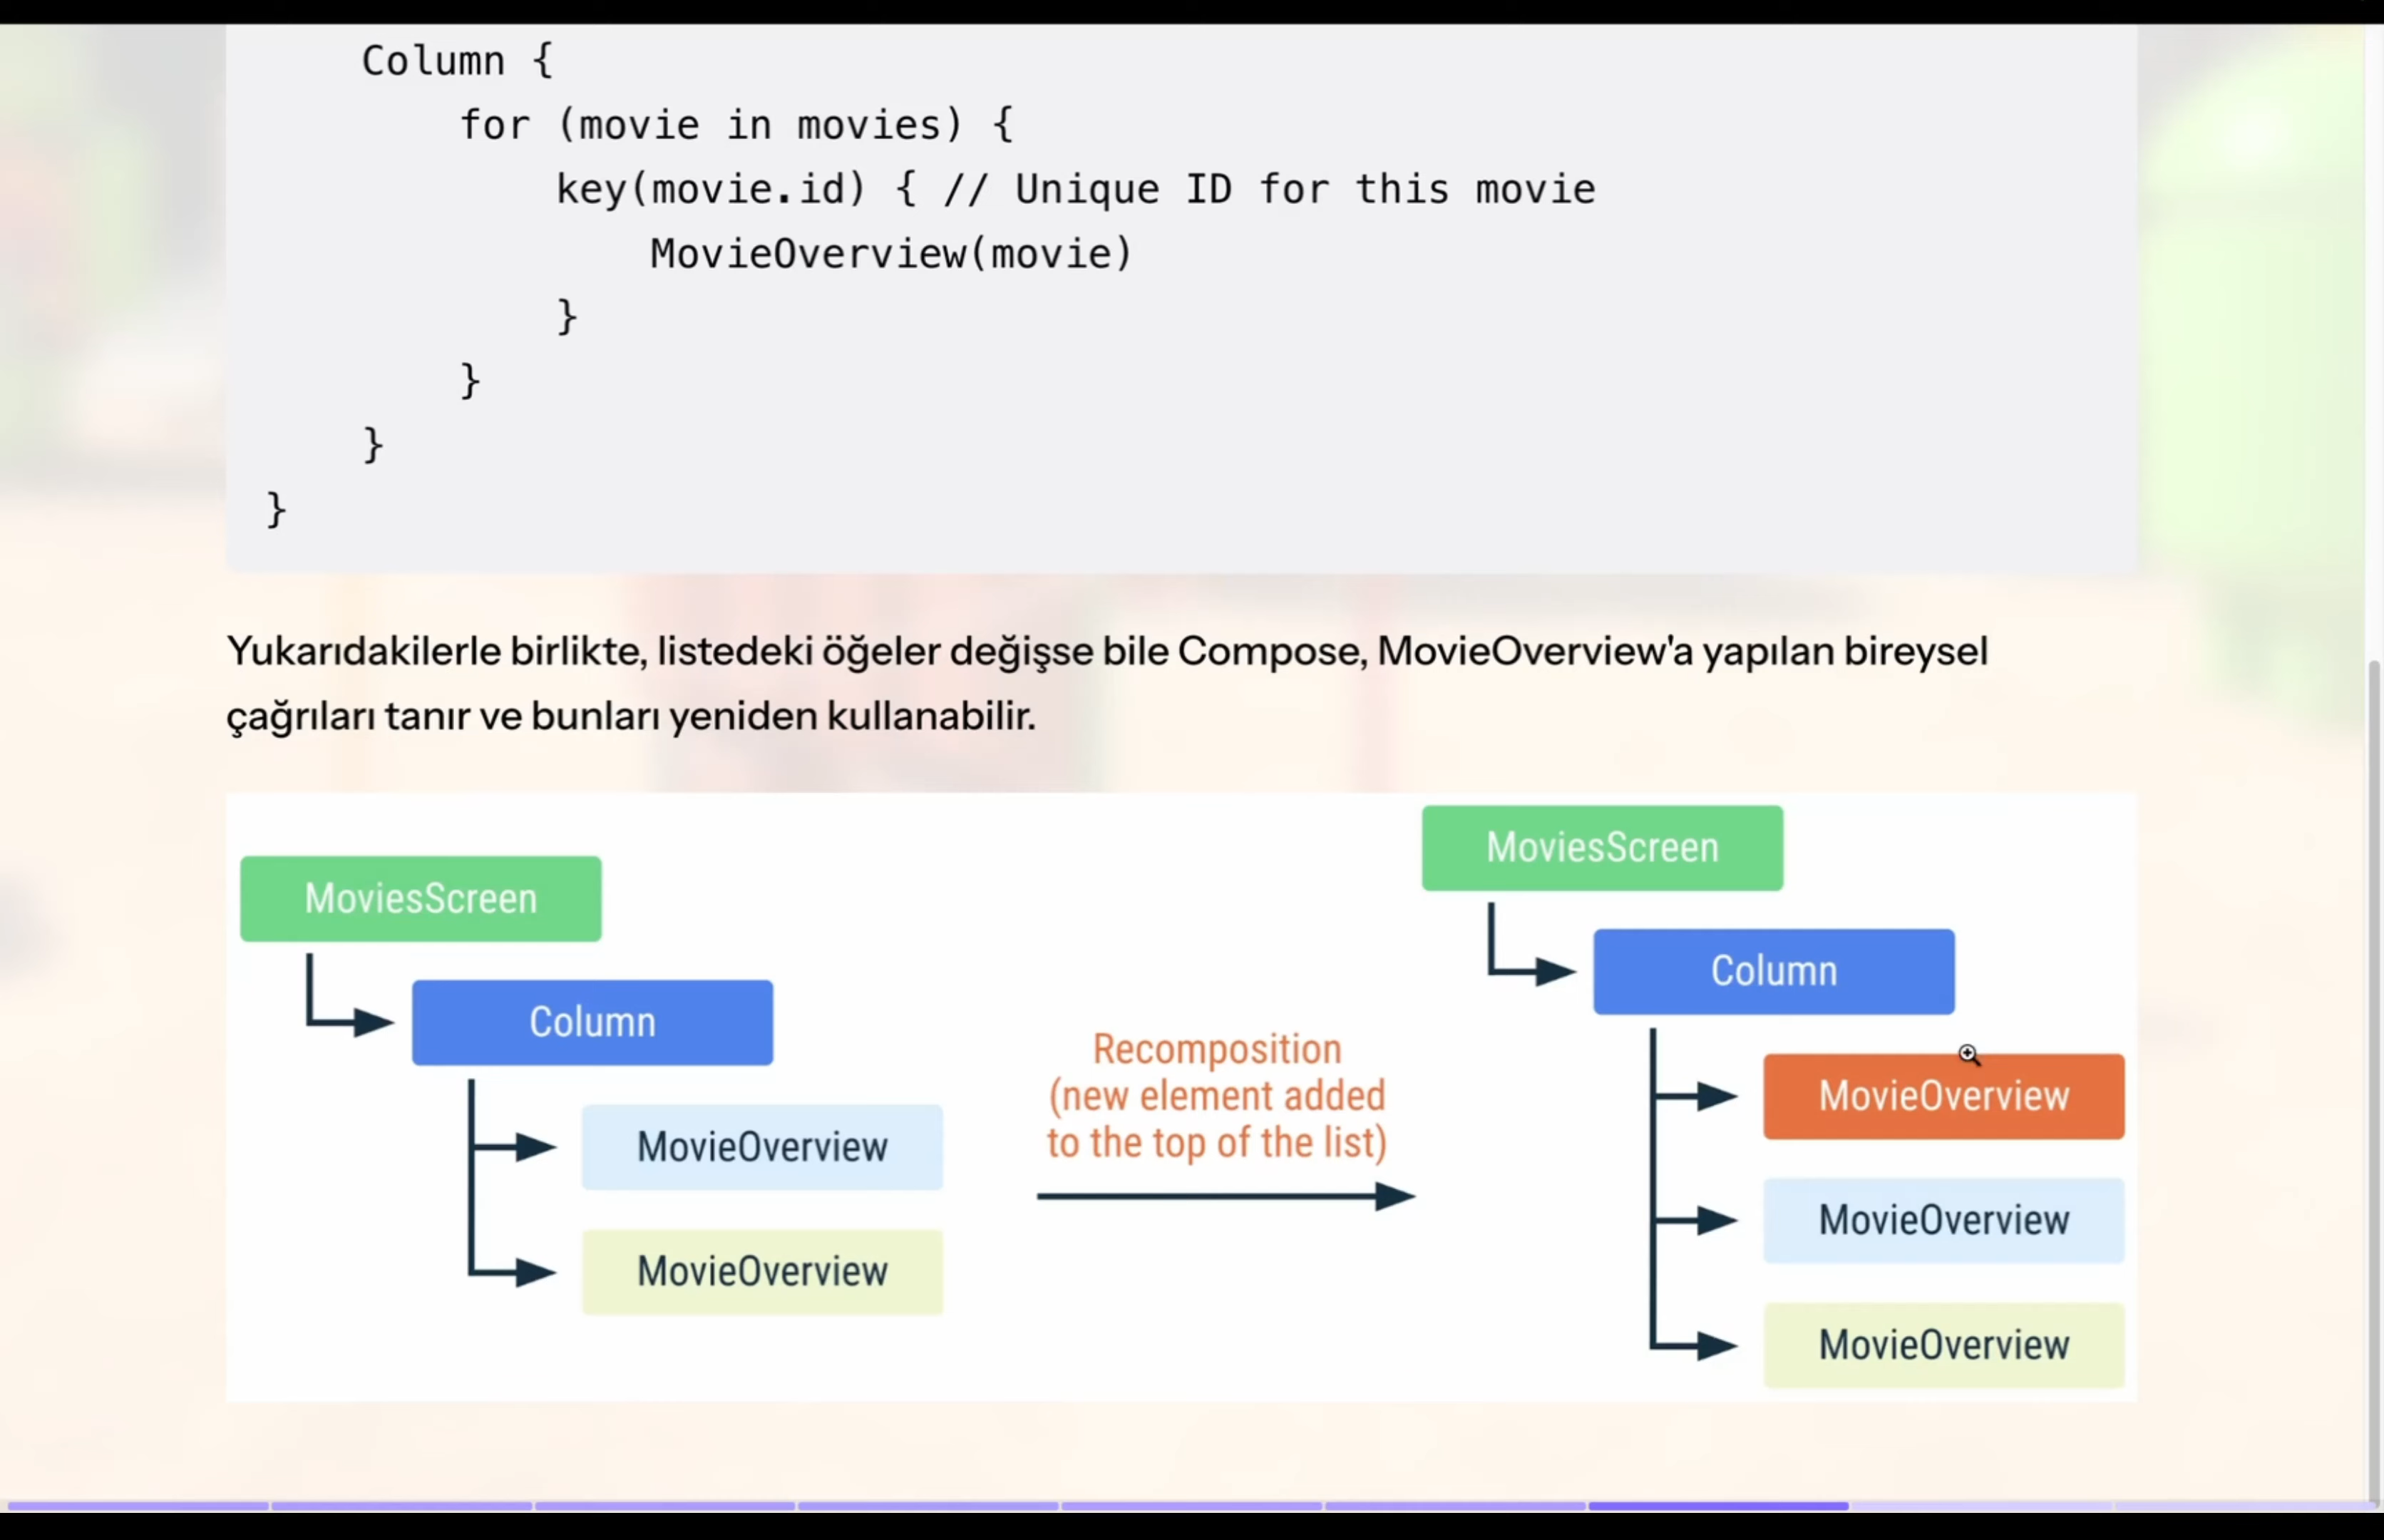 Column {
for (movie in movies) {
key(movie.id) { // Unique ID for this movie
MovieOverview(movie)
}
}
}
}
Yukarıdakilerle birlikte, listedeki öğeler değişse bile Compose, MovieOverview'a yapılan bireysel
çağrıları tanır ve bunları yeniden kullanabilir.
MoviesScreen
Column
MovieOverview
MovieOverview
Recomposition
(new element added
to the top of the list)
MoviesScreen
Column
MovieOverview
MovieOverview
MovieOverview